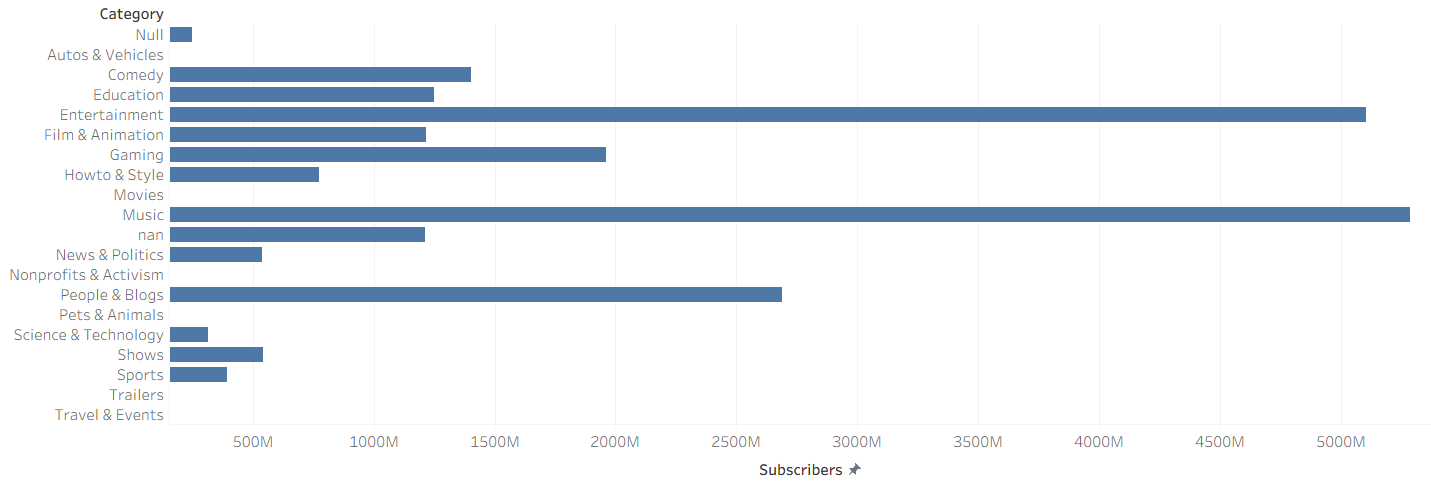 Category
Null
Autos & Vehicles
Comedy
Education
Entertainment
Film & Animation
Gaming
Howto & Style
Movies
Music
nan
News & Politics
Nonprofits & Activism
People & Blogs
Pets & Animals
Science & Technology
Shows
Sports
Trailers
Travel & Events
500M 1000M 1500M 2000M 2500M 3000M 3500M 4000M 4500M 5000M
Subscribers